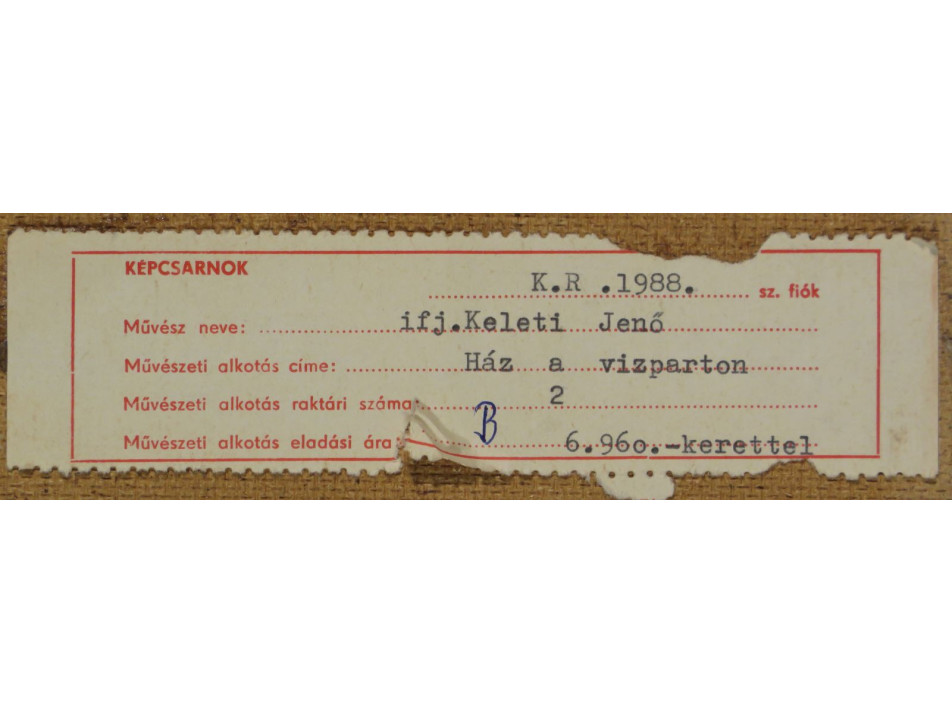 KÉPCSARNOK
K.R .1988. sz. fiók
Művész neve: ifj.Keleti Jenő
Művészeti alkotás címe: Ház a vizparton
Művészeti alkotás raktári száma 2
Művészeti alkotás eladási ára: B 6.96o.-kerettel